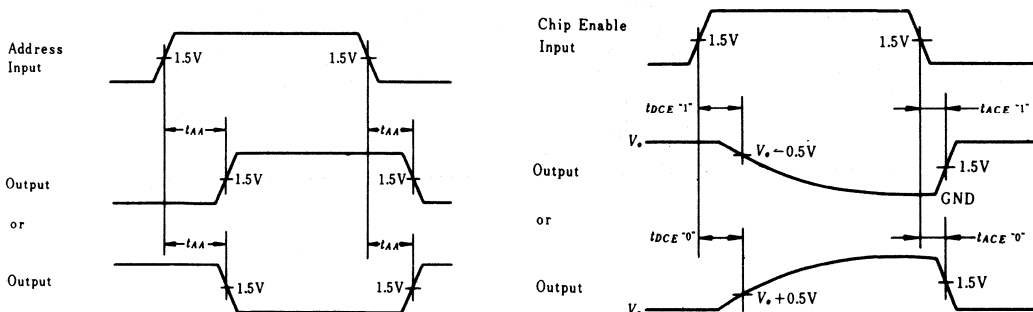 Address
Input
1.5V
1.5V
tAA
tAA
Output
1.5V
1.5V
or
tAA
tAA
Output
1.5V
1.5V
Chip Enable
Input
1.5V
1.5V
tDCE "1"
tACE "1"
Vo
Vo−0.5V
Output
1.5V
GND
or
tDCE "0"
tACE "0"
Output
1.5V
Vo+0.5V
Vo